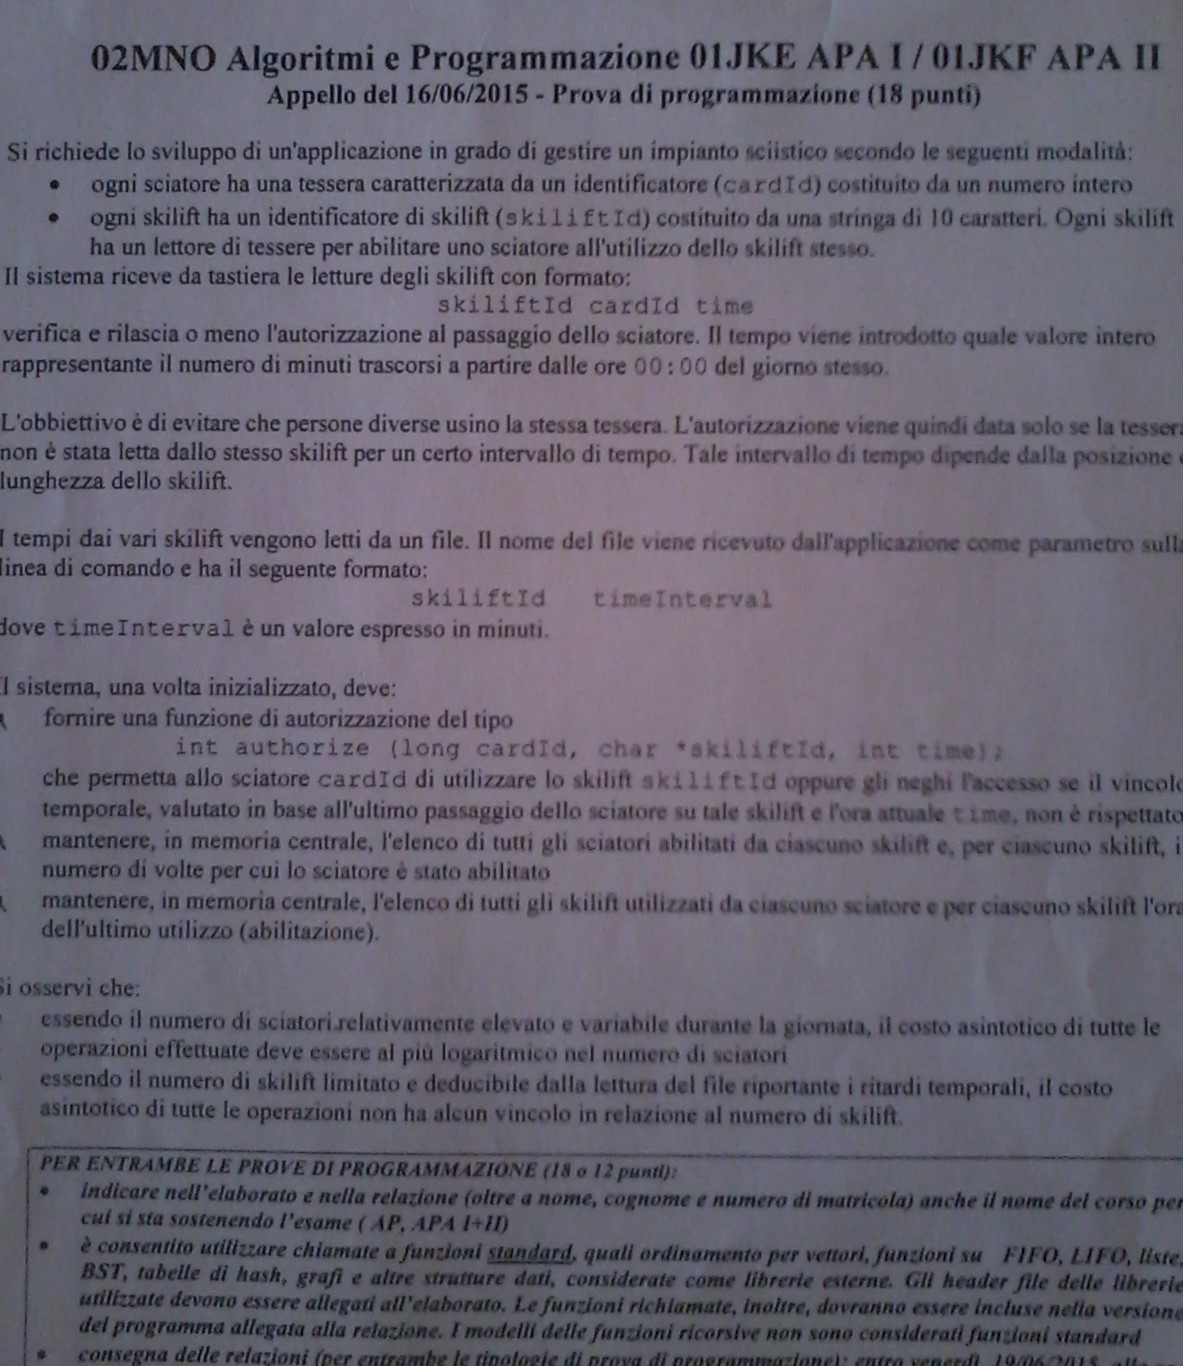 02MNO Algoritmi e Programmazione 01JKE APA I / 01JKF APA II
Appello del 16/06/2015 - Prova di programmazione (18 punti)
Si richiede lo sviluppo di un'applicazione in grado di gestire un impianto sciistico secondo le seguenti modalità:
• ogni sciatore ha una tessera caratterizzata da un identificatore (cardId) costituito da un numero intero
• ogni skilift ha un identificatore di skilift (skiliftId) costituito da una stringa di 10 caratteri. Ogni skilift
ha un lettore di tessere per abilitare uno sciatore all'utilizzo dello skilift stesso.
Il sistema riceve da tastiera le letture degli skilift con formato:
skiliftId cardId time
verifica e rilascia o meno l'autorizzazione al passaggio dello sciatore. Il tempo viene introdotto quale valore intero
rappresentante il numero di minuti trascorsi a partire dalle ore 00:00 del giorno stesso.
L'obbiettivo è di evitare che persone diverse usino la stessa tessera. L'autorizzazione viene quindi data solo se la tessera
non è stata letta dallo stesso skilift per un certo intervallo di tempo. Tale intervallo di tempo dipende dalla posizione e
lunghezza dello skilift.
I tempi dai vari skilift vengono letti da un file. Il nome del file viene ricevuto dall'applicazione come parametro sulla
linea di comando e ha il seguente formato:
skiliftId timeInterval
dove timeInterval è un valore espresso in minuti.
Il sistema, una volta inizializzato, deve:
fornire una funzione di autorizzazione del tipo
int authorize (long cardId, char *skiliftId, int time);
che permetta allo sciatore cardId di utilizzare lo skilift skiliftId oppure gli neghi l'accesso se il vincolo
temporale, valutato in base all'ultimo passaggio dello sciatore su tale skilift e l'ora attuale time, non è rispettato
mantenere, in memoria centrale, l'elenco di tutti gli sciatori abilitati da ciascuno skilift e, per ciascuno skilift, i
numero di volte per cui lo sciatore è stato abilitato
mantenere, in memoria centrale, l'elenco di tutti gli skilift utilizzati da ciascuno sciatore e per ciascuno skilift l'ora
dell'ultimo utilizzo (abilitazione).
Si osservi che:
essendo il numero di sciatori relativamente elevato e variabile durante la giornata, il costo asintotico di tutte le
operazioni effettuate deve essere al più logaritmico nel numero di sciatori
essendo il numero di skilift limitato e deducibile dalla lettura del file riportante i ritardi temporali, il costo
asintotico di tutte le operazioni non ha alcun vincolo in relazione al numero di skilift.
PER ENTRAMBE LE PROVE DI PROGRAMMAZIONE (18 o 12 punti):
• indicare nell'elaborato e nella relazione (oltre a nome, cognome e numero di matricola) anche il nome del corso per
cui si sta sostenendo l'esame ( AP, APA I+II)
• è consentito utilizzare chiamate a funzioni standard, quali ordinamento per vettori, funzioni su FIFO, LIFO, liste,
BST, tabelle di hash, grafi e altre strutture dati, considerate come librerie esterne. Gli header file delle librerie
utilizzate devono essere allegati all'elaborato. Le funzioni richiamate, inoltre, dovranno essere incluse nella versione
del programma allegata alla relazione. I modelli delle funzioni ricorsive non sono considerati funzioni standard
• consegna delle relazioni (per entrambe le tipologie di prova di programmazione): entro venerdì 19/06/2015